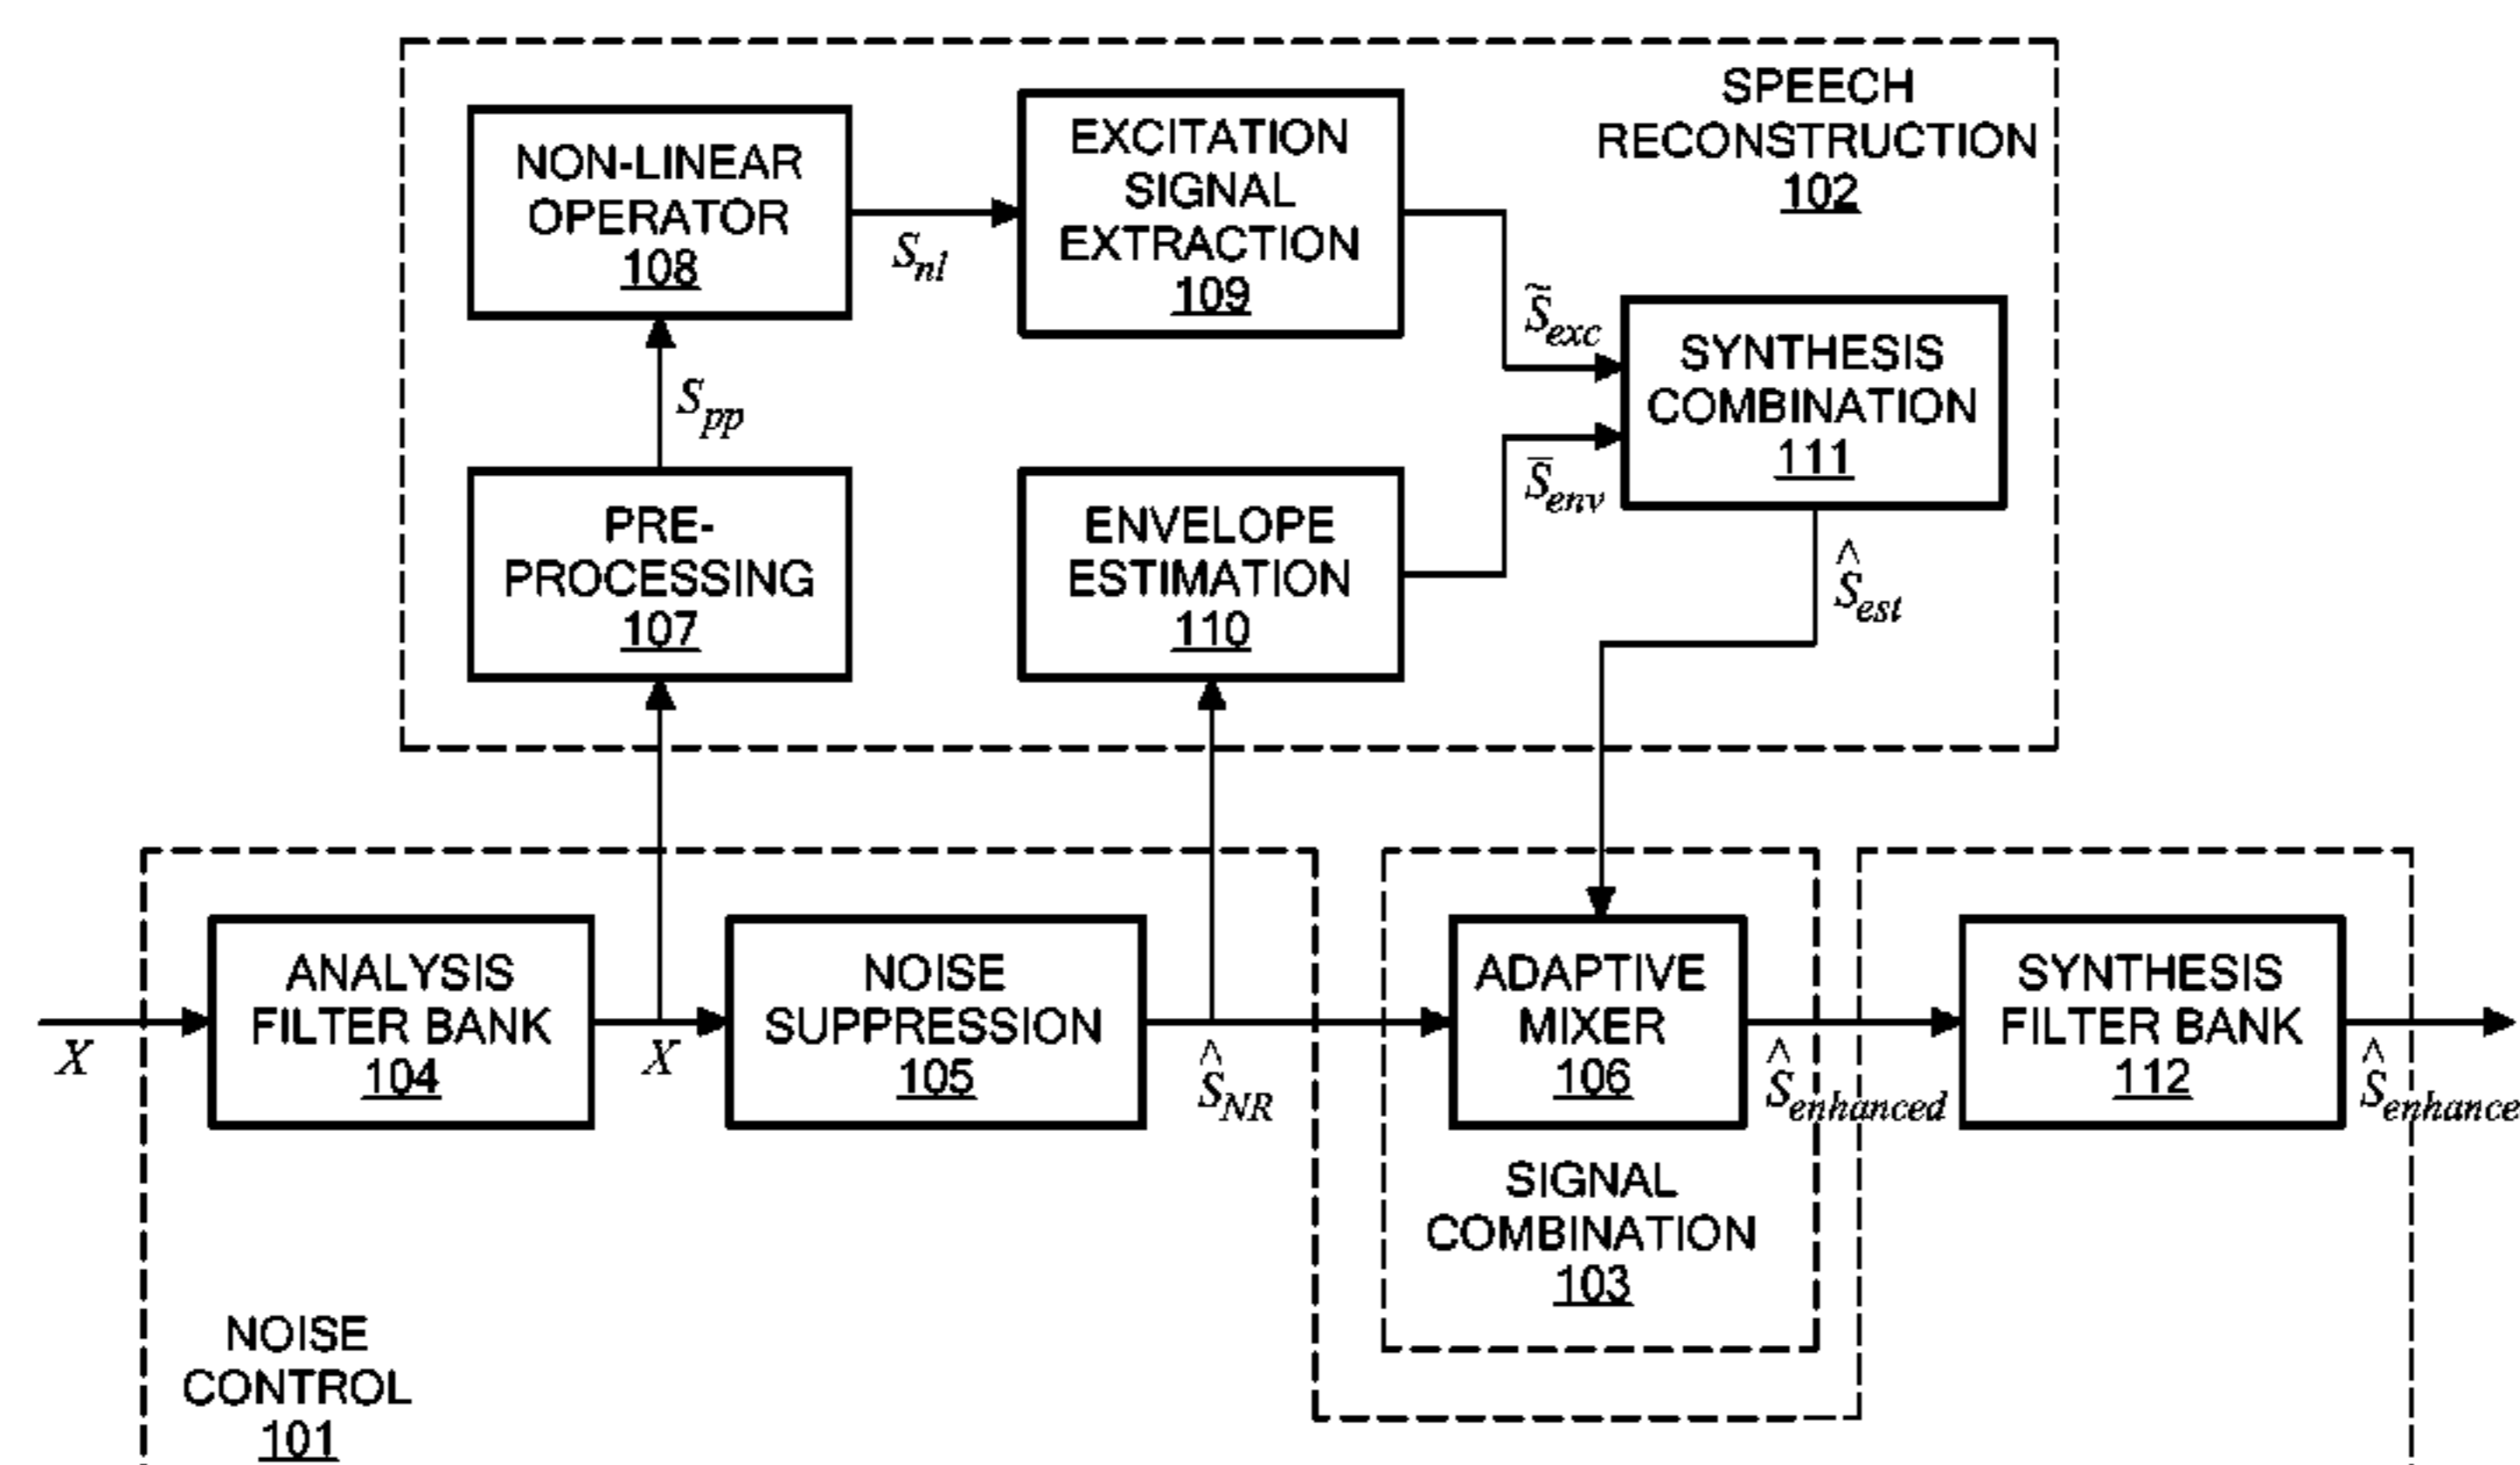 SPEECH
RECONSTRUCTION
102
NON-LINEAR
OPERATOR
108
S_nl
EXCITATION
SIGNAL
EXTRACTION
109
S̃_exc
SYNTHESIS
COMBINATION
111
S_pp
S̄_env
PRE-
PROCESSING
107
ENVELOPE
ESTIMATION
110
Ŝ_est
X
ANALYSIS
FILTER BANK
104
X
NOISE
SUPPRESSION
105
Ŝ_NR
ADAPTIVE
MIXER
106
Ŝ_enhanced
SYNTHESIS
FILTER BANK
112
Ŝ_enhance
SIGNAL
COMBINATION
103
NOISE
CONTROL
101